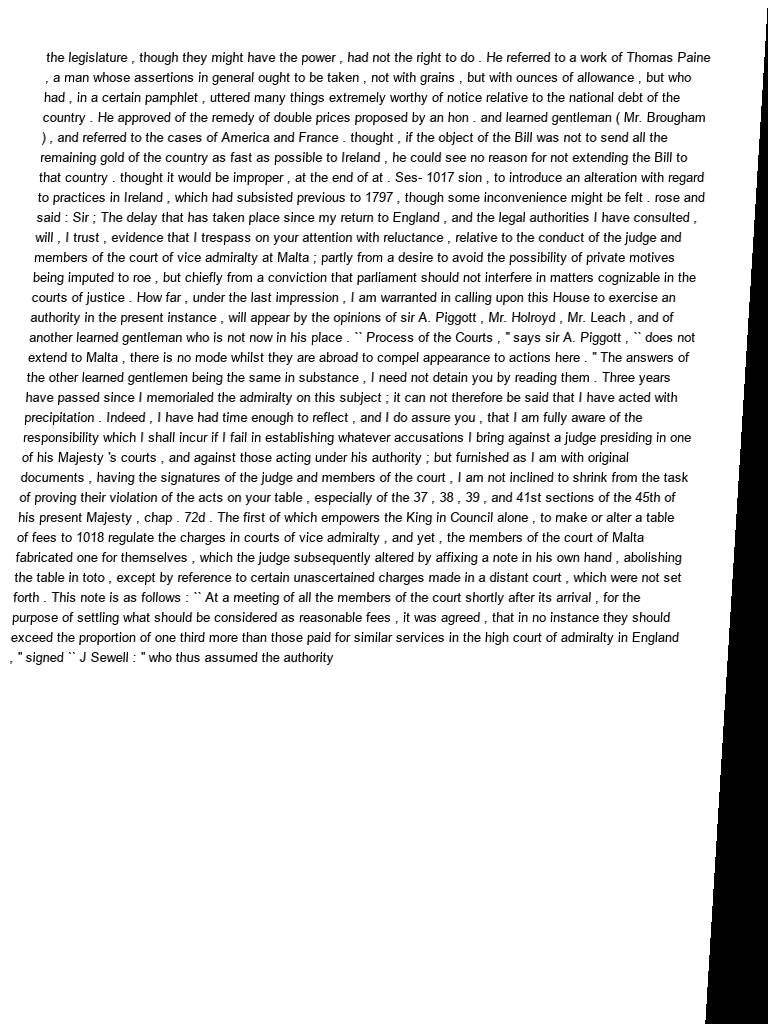 the legislature , though they might have the power , had not the right to do . He referred to a work of Thomas Paine
, a man whose assertions in general ought to be taken , not with grains , but with ounces of allowance , but who
had , in a certain pamphlet , uttered many things extremely worthy of notice relative to the national debt of the
country . He approved of the remedy of double prices proposed by an hon . and learned gentleman ( Mr. Brougham
) , and referred to the cases of America and France . thought , if the object of the Bill was not to send all the
remaining gold of the country as fast as possible to Ireland , he could see no reason for not extending the Bill to
that country . thought it would be improper , at the end of at . Ses- 1017 sion , to introduce an alteration with regard
to practices in Ireland , which had subsisted previous to 1797 , though some inconvenience might be felt . rose and
said : Sir ; The delay that has taken place since my return to England , and the legal authorities I have consulted ,
will , I trust , evidence that I trespass on your attention with reluctance , relative to the conduct of the judge and
members of the court of vice admiralty at Malta ; partly from a desire to avoid the possibility of private motives
being imputed to roe , but chiefly from a conviction that parliament should not interfere in matters cognizable in the
courts of justice . How far , under the last impression , I am warranted in calling upon this House to exercise an
authority in the present instance , will appear by the opinions of sir A. Piggott , Mr. Holroyd , Mr. Leach , and of
another learned gentleman who is not now in his place . `` Process of the Courts , " says sir A. Piggott , `` does not
extend to Malta , there is no mode whilst they are abroad to compel appearance to actions here . " The answers of
the other learned gentlemen being the same in substance , I need not detain you by reading them . Three years
have passed since I memorialed the admiralty on this subject ; it can not therefore be said that I have acted with
precipitation . Indeed , I have had time enough to reflect , and I do assure you , that I am fully aware of the
responsibility which I shall incur if I fail in establishing whatever accusations I bring against a judge presiding in one
of his Majesty 's courts , and against those acting under his authority ; but furnished as I am with original
documents , having the signatures of the judge and members of the court , I am not inclined to shrink from the task
of proving their violation of the acts on your table , especially of the 37 , 38 , 39 , and 41st sections of the 45th of
his present Majesty , chap . 72d . The first of which empowers the King in Council alone , to make or alter a table
of fees to 1018 regulate the charges in courts of vice admiralty , and yet , the members of the court of Malta
fabricated one for themselves , which the judge subsequently altered by affixing a note in his own hand , abolishing
the table in toto , except by reference to certain unascertained charges made in a distant court , which were not set
forth . This note is as follows : `` At a meeting of all the members of the court shortly after its arrival , for the
purpose of settling what should be considered as reasonable fees , it was agreed , that in no instance they should
exceed the proportion of one third more than those paid for similar services in the high court of admiralty in England
, " signed `` J Sewell : " who thus assumed the authority